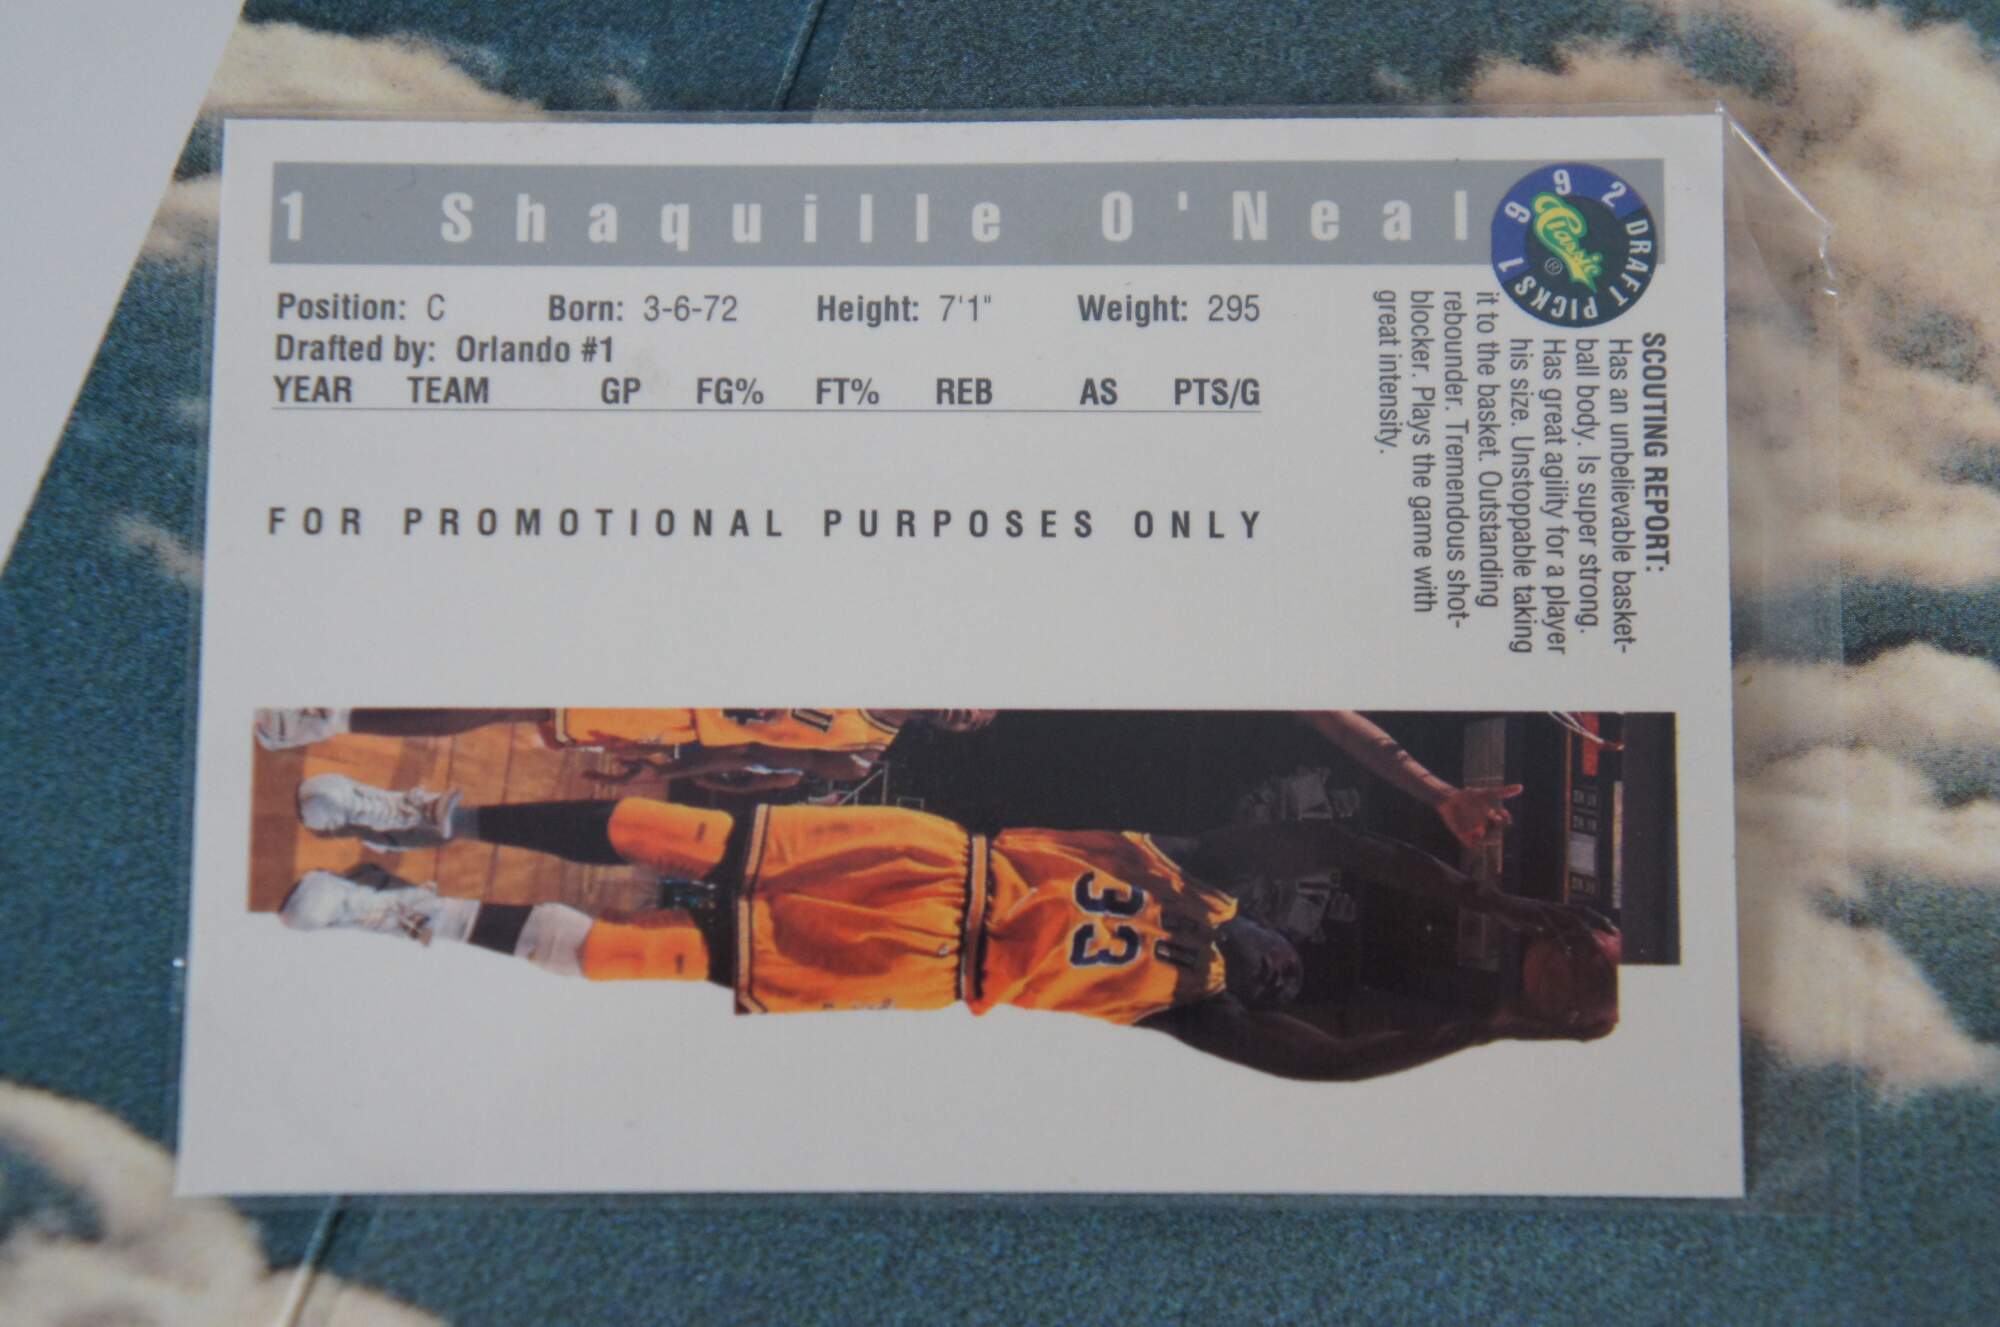 1 Shaquille O'Neal
1992 DRAFT PICKS
Classic ®
Position: C Born: 3-6-72 Height: 7'1" Weight: 295
Drafted by: Orlando #1
YEAR TEAM GP FG% FT% REB AS PTS/G
FOR PROMOTIONAL PURPOSES ONLY
SCOUTING REPORT:
Has an unbelievable basket-
ball body. Is super strong.
Has great agility for a player
his size. Unstoppable taking
it to the basket. Outstanding
rebounder. Tremendous shot-
blocker. Plays the game with
great intensity.
33